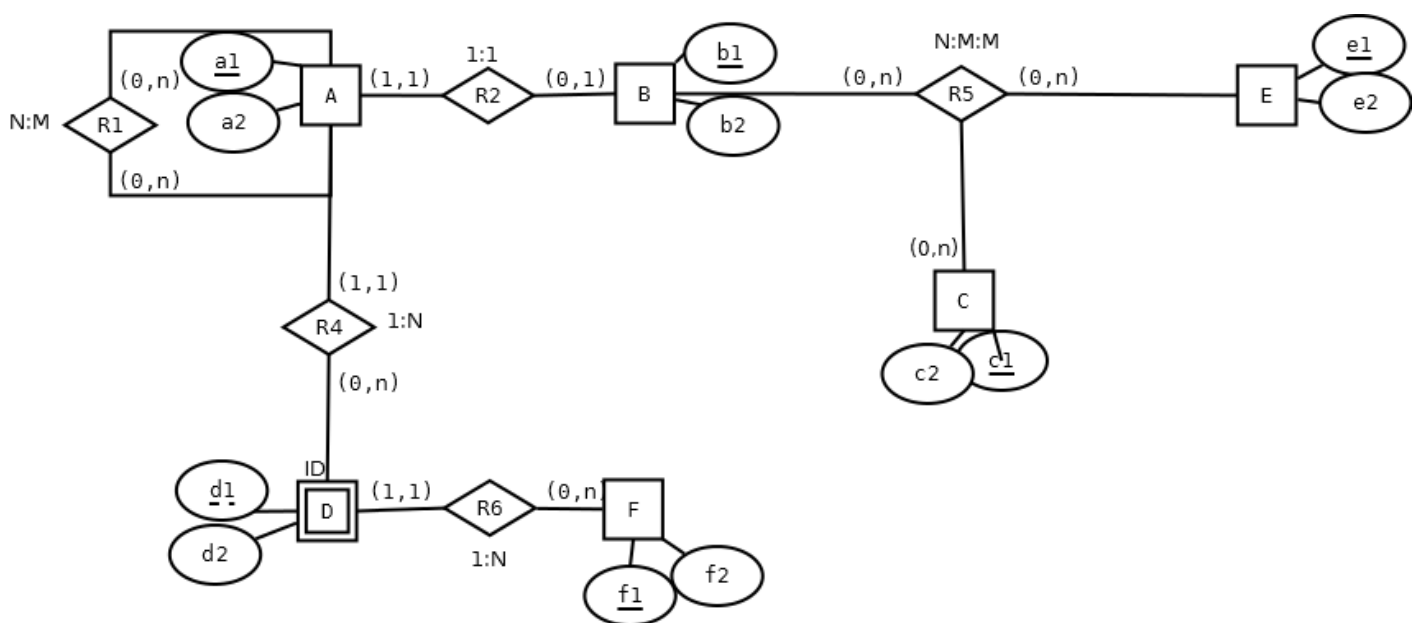 N:M
R1
(0,n)
(0,n)
a1
a2
A
(1,1)
1:1
R2
(0,1)
B
b1
b2
(0,n)
N:M:M
R5
(0,n)
E
e1
e2
(0,n)
C
c2
c1
(1,1)
R4
1:N
(0,n)
ID
d1
d2
D
(1,1)
R6
1:N
(0,n)
F
f1
f2